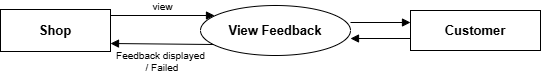 view
Shop
View Feedback
Customer
Feedback displayed
/ Failed